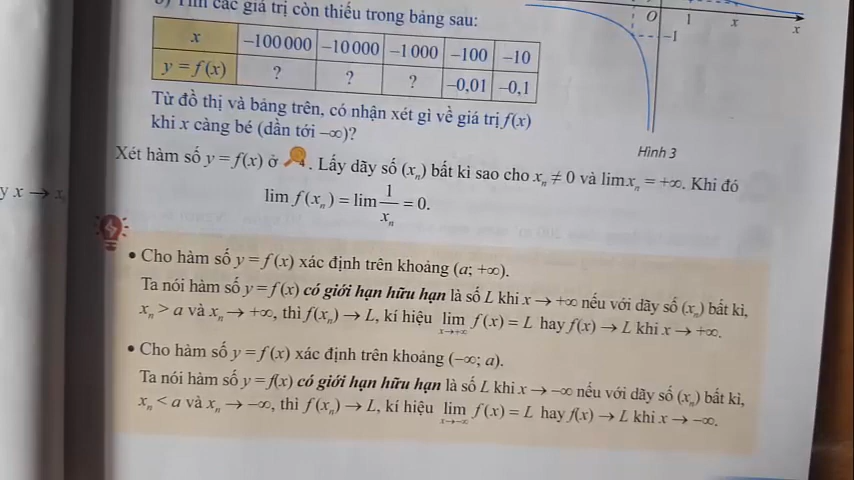 b) Tìm các giá trị còn thiếu trong bảng sau:
x −100 000 −10 000 −1 000 −100 −10
y = f(x) ? ? ? −0,01 −0,1
Từ đồ thị và bảng trên, có nhận xét gì về giá trị f(x)
khi x càng bé (dần tới −∞)?
O 1 x x
−1
Hình 3
Xét hàm số y = f(x) ở 4. Lấy dãy số (xₙ) bất kì sao cho xₙ ≠ 0 và lim xₙ = +∞. Khi đó
lim f(xₙ) = lim 1/xₙ = 0.
y x → x
• Cho hàm số y = f(x) xác định trên khoảng (a; +∞).
Ta nói hàm số y = f(x) có giới hạn hữu hạn là số L khi x → +∞ nếu với dãy số (xₙ) bất kì,
xₙ > a và xₙ → +∞, thì f(xₙ) → L, kí hiệu lim x→+∞ f(x) = L hay f(x) → L khi x → +∞.
• Cho hàm số y = f(x) xác định trên khoảng (−∞; a).
Ta nói hàm số y = f(x) có giới hạn hữu hạn là số L khi x → −∞ nếu với dãy số (xₙ) bất kì,
xₙ < a và xₙ → −∞, thì f(xₙ) → L, kí hiệu lim x→−∞ f(x) = L hay f(x) → L khi x → −∞.